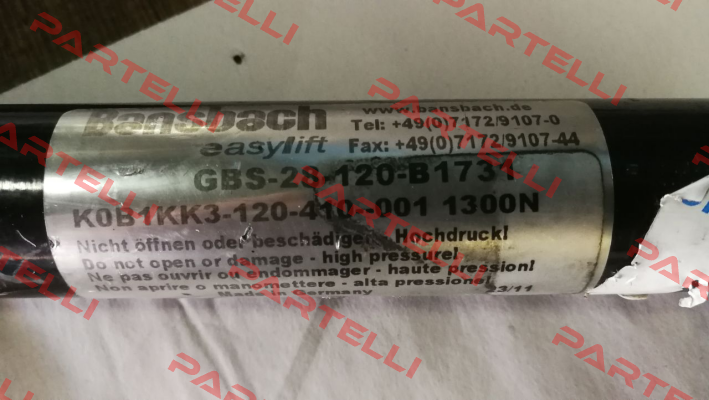 Bansbach
easylift
www.bansbach.de
Tel: +49(0)7172/9107-0
Fax: +49(0)7172/9107-44
GBS-28-120-B1731
K0B1KK3-120-410--001 1300N
Nicht öffnen oder beschädigen - Hochdruck!
Do not open or damage - high pressure!
Ne pas ouvrir ou endommager - haute pression!
Non aprire o manomettere - alta pressione!
Made in Germany
23/11
PARTELLI
PARTELLI
PARTELLI
PARTELLI
PARTELLI
PARTELLI